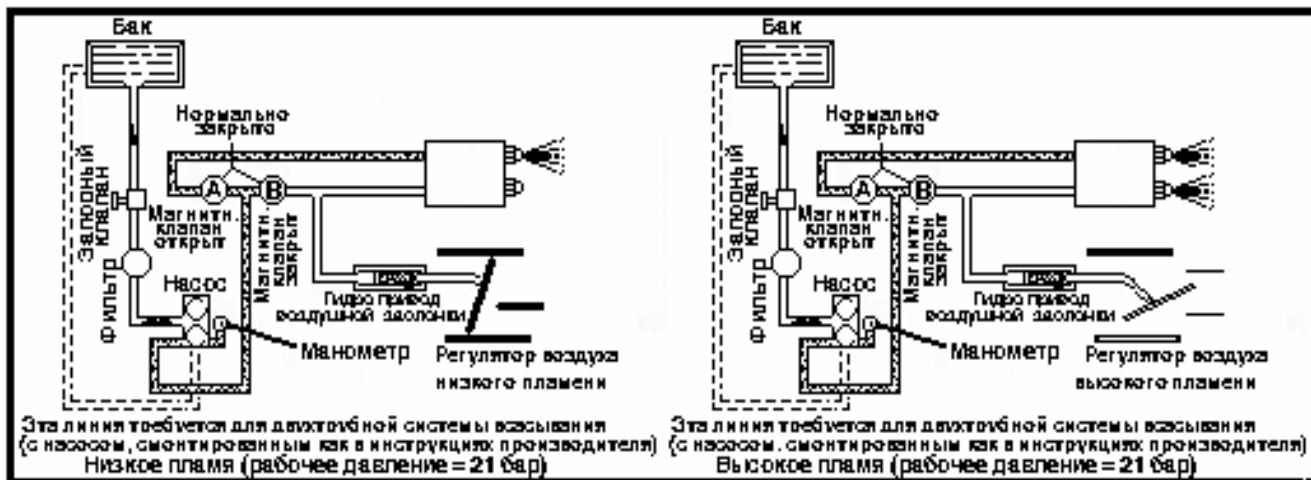 Бак
Нормально
закрыто
Запорный
клапан
А
В
Магнитн.
клапан
открыт
Магнитн.
клапан
закрыт
Фильтр
Насос
Гидро привод
воздушной заслонки
Манометр
Регулятор воздуха
низкого пламени
Эта линия требуется для двухтрубной системы всасывания
(с насосом, смонтированным как в инструкциях производителя)
Низкое пламя (рабочее давление = 21 бар)
Бак
Нормально
закрыто
Запорный
клапан
А
В
Магнитн.
клапан
открыт
Магнитн.
клапан
закрыт
Фильтр
Насос
Гидро привод
воздушной заслонки
Манометр
Регулятор воздуха
высокого пламени
Эта линия требуется для двухтрубной системы всасывания
(с насосом. смонтированным как в инструкциях производителя)
Высокое пламя (рабочее давление = 21 бар)